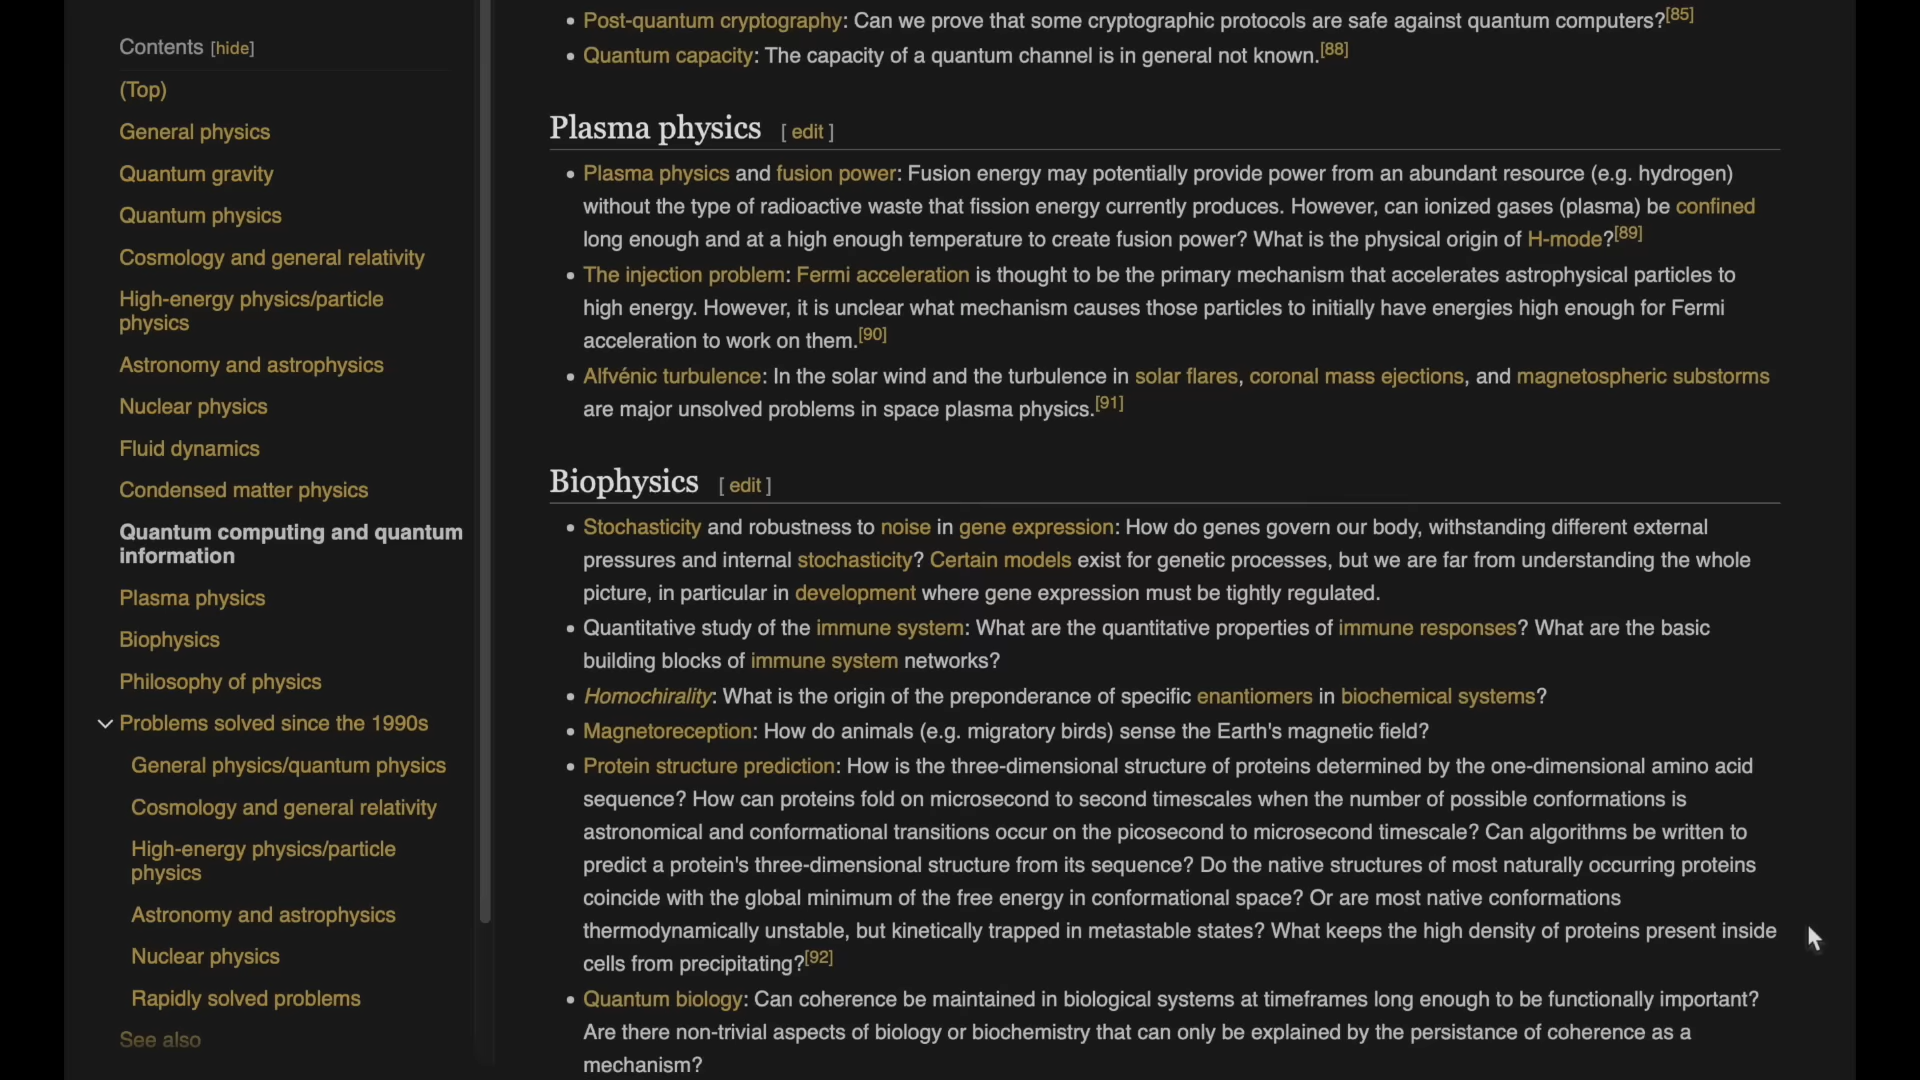 Contents [hide]
(Top)
General physics
Quantum gravity
Quantum physics
Cosmology and general relativity
High-energy physics/particle
physics
Astronomy and astrophysics
Nuclear physics
Fluid dynamics
Condensed matter physics
Quantum computing and quantum
information
Plasma physics
Biophysics
Philosophy of physics
Problems solved since the 1990s
General physics/quantum physics
Cosmology and general relativity
High-energy physics/particle
physics
Astronomy and astrophysics
Nuclear physics
Rapidly solved problems
See also
• Post-quantum cryptography: Can we prove that some cryptographic protocols are safe against quantum computers?[85]
• Quantum capacity: The capacity of a quantum channel is in general not known.[88]
Plasma physics [ edit ]
• Plasma physics and fusion power: Fusion energy may potentially provide power from an abundant resource (e.g. hydrogen)
without the type of radioactive waste that fission energy currently produces. However, can ionized gases (plasma) be confined
long enough and at a high enough temperature to create fusion power? What is the physical origin of H-mode?[89]
• The injection problem: Fermi acceleration is thought to be the primary mechanism that accelerates astrophysical particles to
high energy. However, it is unclear what mechanism causes those particles to initially have energies high enough for Fermi
acceleration to work on them.[90]
• Alfvénic turbulence: In the solar wind and the turbulence in solar flares, coronal mass ejections, and magnetospheric substorms
are major unsolved problems in space plasma physics.[91]
Biophysics [ edit ]
• Stochasticity and robustness to noise in gene expression: How do genes govern our body, withstanding different external
pressures and internal stochasticity? Certain models exist for genetic processes, but we are far from understanding the whole
picture, in particular in development where gene expression must be tightly regulated.
• Quantitative study of the immune system: What are the quantitative properties of immune responses? What are the basic
building blocks of immune system networks?
• Homochirality: What is the origin of the preponderance of specific enantiomers in biochemical systems?
• Magnetoreception: How do animals (e.g. migratory birds) sense the Earth's magnetic field?
• Protein structure prediction: How is the three-dimensional structure of proteins determined by the one-dimensional amino acid
sequence? How can proteins fold on microsecond to second timescales when the number of possible conformations is
astronomical and conformational transitions occur on the picosecond to microsecond timescale? Can algorithms be written to
predict a protein's three-dimensional structure from its sequence? Do the native structures of most naturally occurring proteins
coincide with the global minimum of the free energy in conformational space? Or are most native conformations
thermodynamically unstable, but kinetically trapped in metastable states? What keeps the high density of proteins present inside
cells from precipitating?[92]
• Quantum biology: Can coherence be maintained in biological systems at timeframes long enough to be functionally important?
Are there non-trivial aspects of biology or biochemistry that can only be explained by the persistance of coherence as a
mechanism?